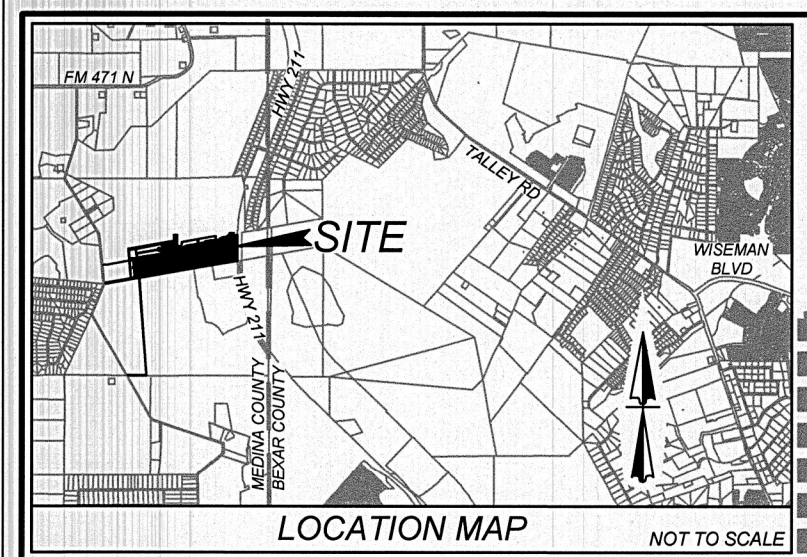 FM 471 N
HWY 211
TALLEY RD
SITE
WISEMAN
BLVD
HWY 211
MEDINA COUNTY
BEXAR COUNTY
LOCATION MAP
NOT TO SCALE